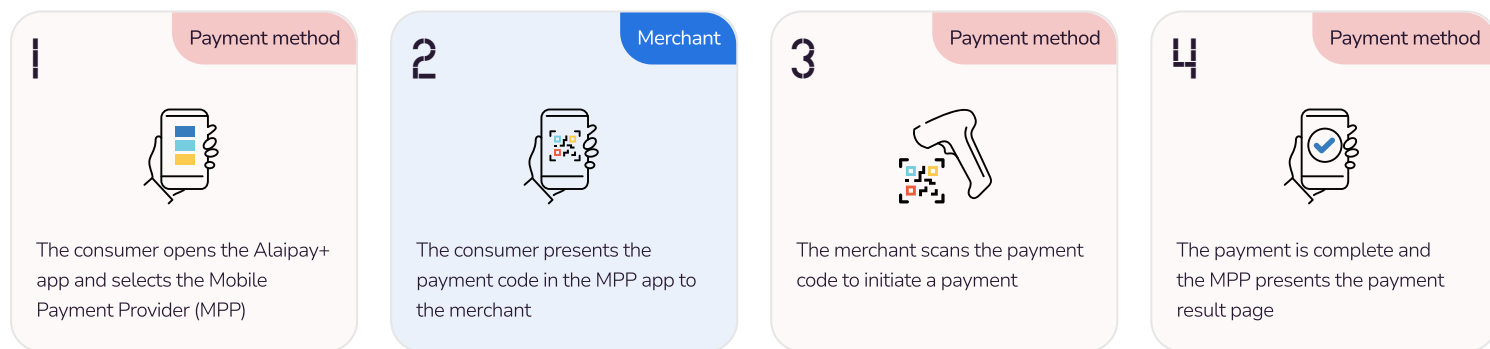 1
Payment method
The consumer opens the Alaipay+
app and selects the Mobile
Payment Provider (MPP)
2
Merchant
The consumer presents the
payment code in the MPP app to
the merchant
3
Payment method
The merchant scans the payment
code to initiate a payment
4
Payment method
The payment is complete and
the MPP presents the payment
result page